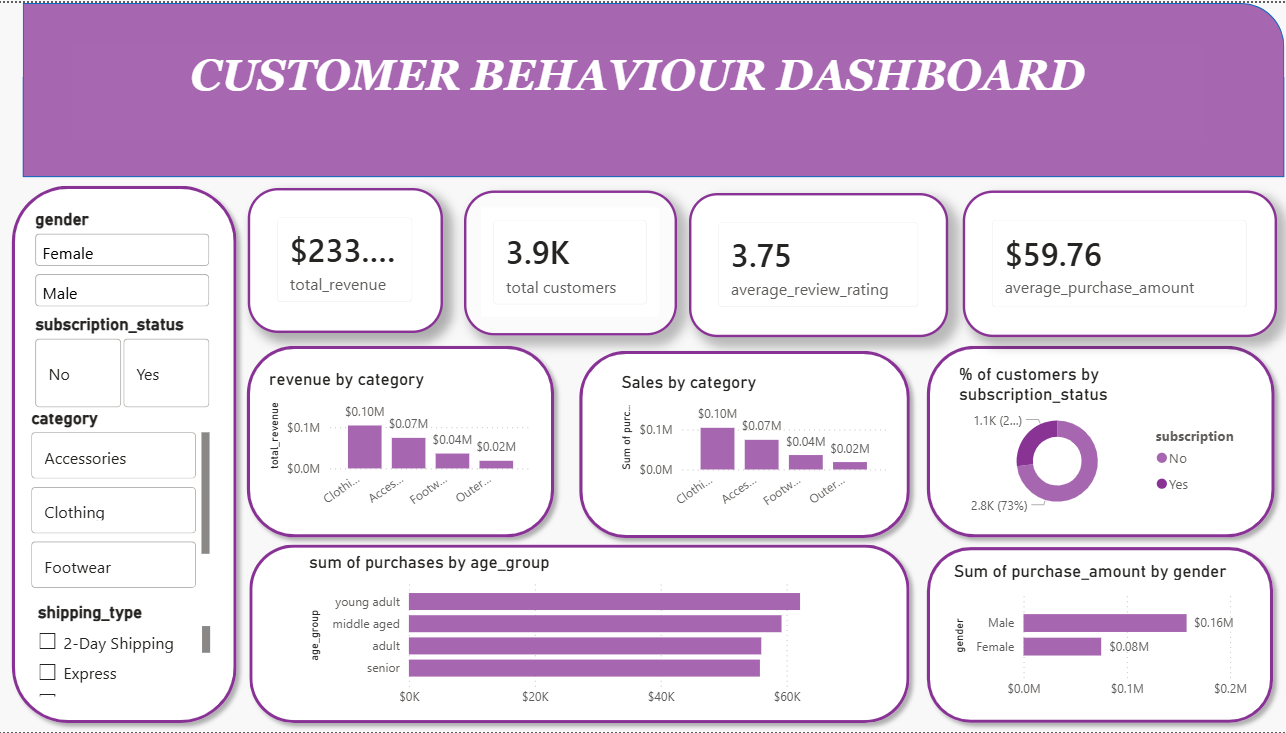 CUSTOMER BEHAVIOUR DASHBOARD
gender
Female
Male
subscription_status
No
Yes
category
Accessories
Clothing
Footwear
shipping_type
2-Day Shipping
Express
$233....
total_revenue
3.9K
total customers
3.75
average_review_rating
$59.76
average_purchase_amount
revenue by category
total_revenue
$0.1M
$0.0M
$0.10M
$0.07M
$0.04M
$0.02M
Clothi...
Acces...
Footw...
Outer...
Sales by category
Sum of purc...
$0.1M
$0.0M
$0.10M
$0.07M
$0.04M
$0.02M
Clothi...
Acces...
Footw...
Outer...
% of customers by
subscription_status
1.1K (2...)
2.8K (73%)
subscription
No
Yes
sum of purchases by age_group
age_group
young adult
middle aged
adult
senior
$0K
$20K
$40K
$60K
Sum of purchase_amount by gender
gender
Male
$0.16M
Female
$0.08M
$0.0M
$0.1M
$0.2M